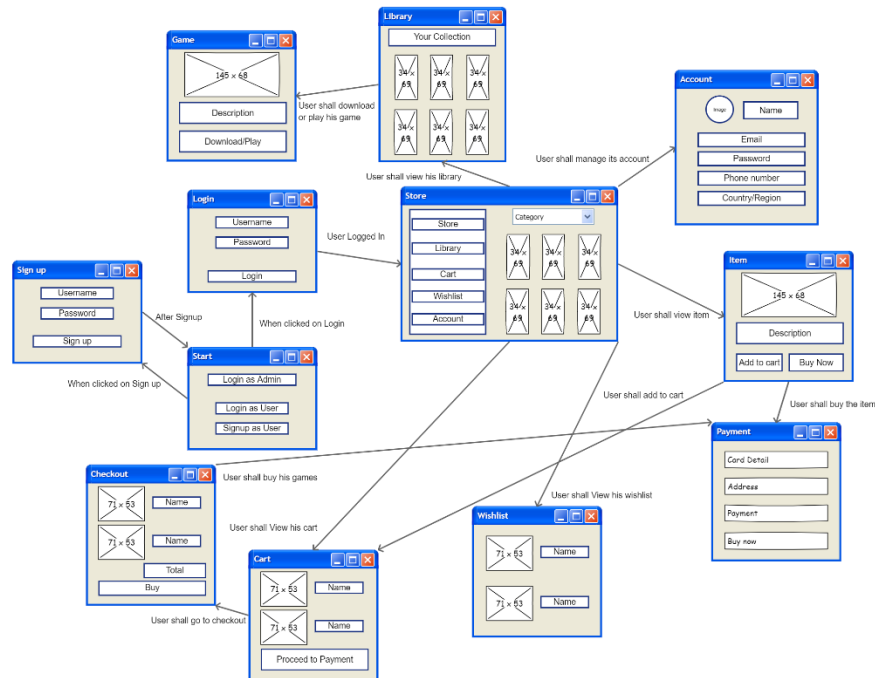 Library
Your Collection
34 x
69
34 x
69
34 x
69
34 x
69
34 x
69
34 x
69
Game
145 x 68
Description
Download/Play
User shall download
or play his game
Account
Image
Name
Email
Password
Phone number
Country/Region
User shall manage its account
User shall view his library
Login
Username
Password
Login
User Logged In
Store
Store
Library
Cart
Wishlist
Account
Category
34 x
69
34 x
69
34 x
69
34 x
69
34 x
69
34 x
69
Sign up
Username
Password
Sign up
After Signup
When clicked on Login
When clicked on Sign up
Start
Login as Admin
Login as User
Signup as User
Item
145 x 68
Description
Add to cart
Buy Now
User shall view item
User shall add to cart
User shall buy the item
Payment
Card Detail
Address
Payment
Buy now
Checkout
71 x 53
Name
71 x 53
Name
Total
Buy
User shall buy his games
User shall View his cart
User shall View his wishlist
Wishlist
71 x 53
Name
71 x 53
Name
Cart
71 x 53
Name
71 x 53
Name
Proceed to Payment
User shall go to checkout